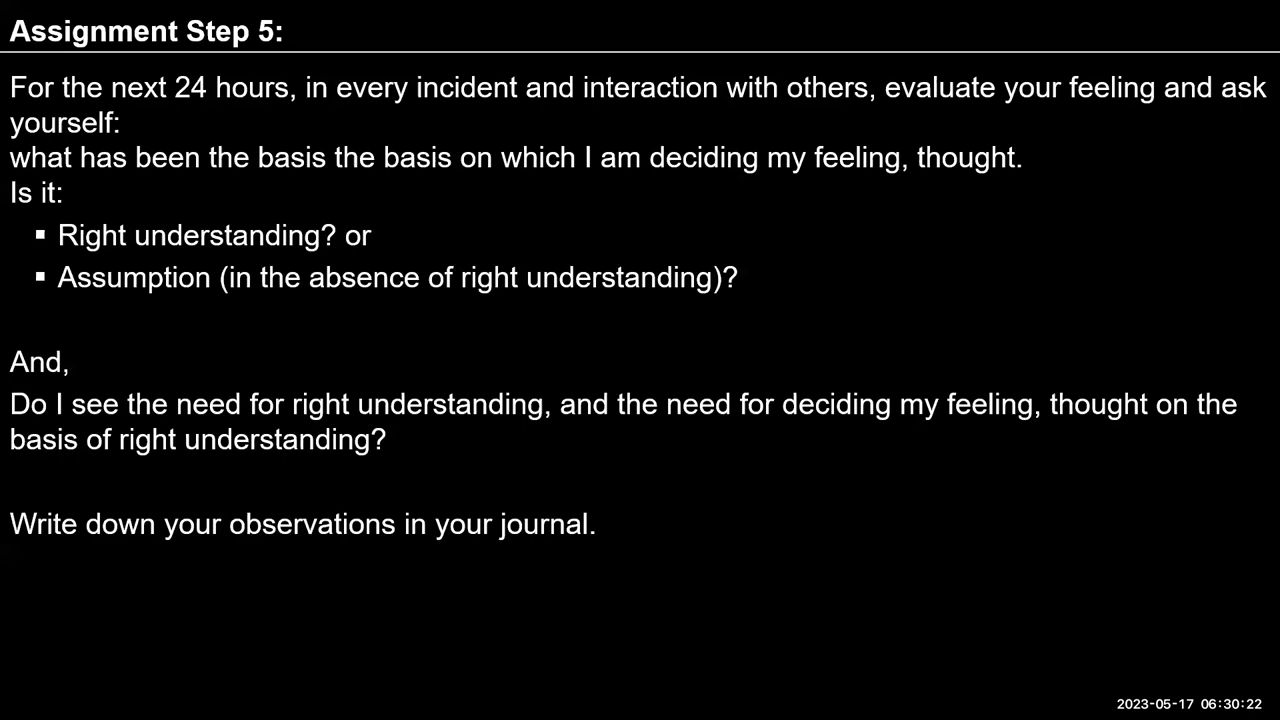 Assignment Step 5:
For the next 24 hours, in every incident and interaction with others, evaluate your feeling and ask
yourself:
what has been the basis the basis on which I am deciding my feeling, thought.
Is it:
▪ Right understanding? or
▪ Assumption (in the absence of right understanding)?
And,
Do I see the need for right understanding, and the need for deciding my feeling, thought on the
basis of right understanding?
Write down your observations in your journal.
2023-05-17 06:30:22